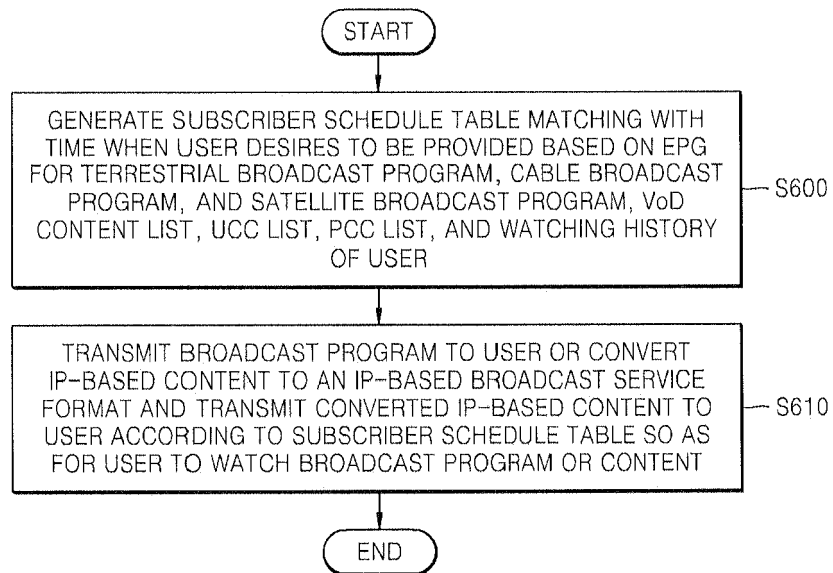 START
GENERATE SUBSCRIBER SCHEDULE TABLE MATCHING WITH
TIME WHEN USER DESIRES TO BE PROVIDED BASED ON EPG
FOR TERRESTRIAL BROADCAST PROGRAM, CABLE BROADCAST
PROGRAM, AND SATELLITE BROADCAST PROGRAM, VoD
CONTENT LIST, UCC LIST, PCC LIST, AND WATCHING HISTORY
OF USER
S600
TRANSMIT BROADCAST PROGRAM TO USER OR CONVERT
IP-BASED CONTENT TO AN IP-BASED BROADCAST SERVICE
FORMAT AND TRANSMIT CONVERTED IP-BASED CONTENT TO
USER ACCORDING TO SUBSCRIBER SCHEDULE TABLE SO AS
FOR USER TO WATCH BROADCAST PROGRAM OR CONTENT
S610
END